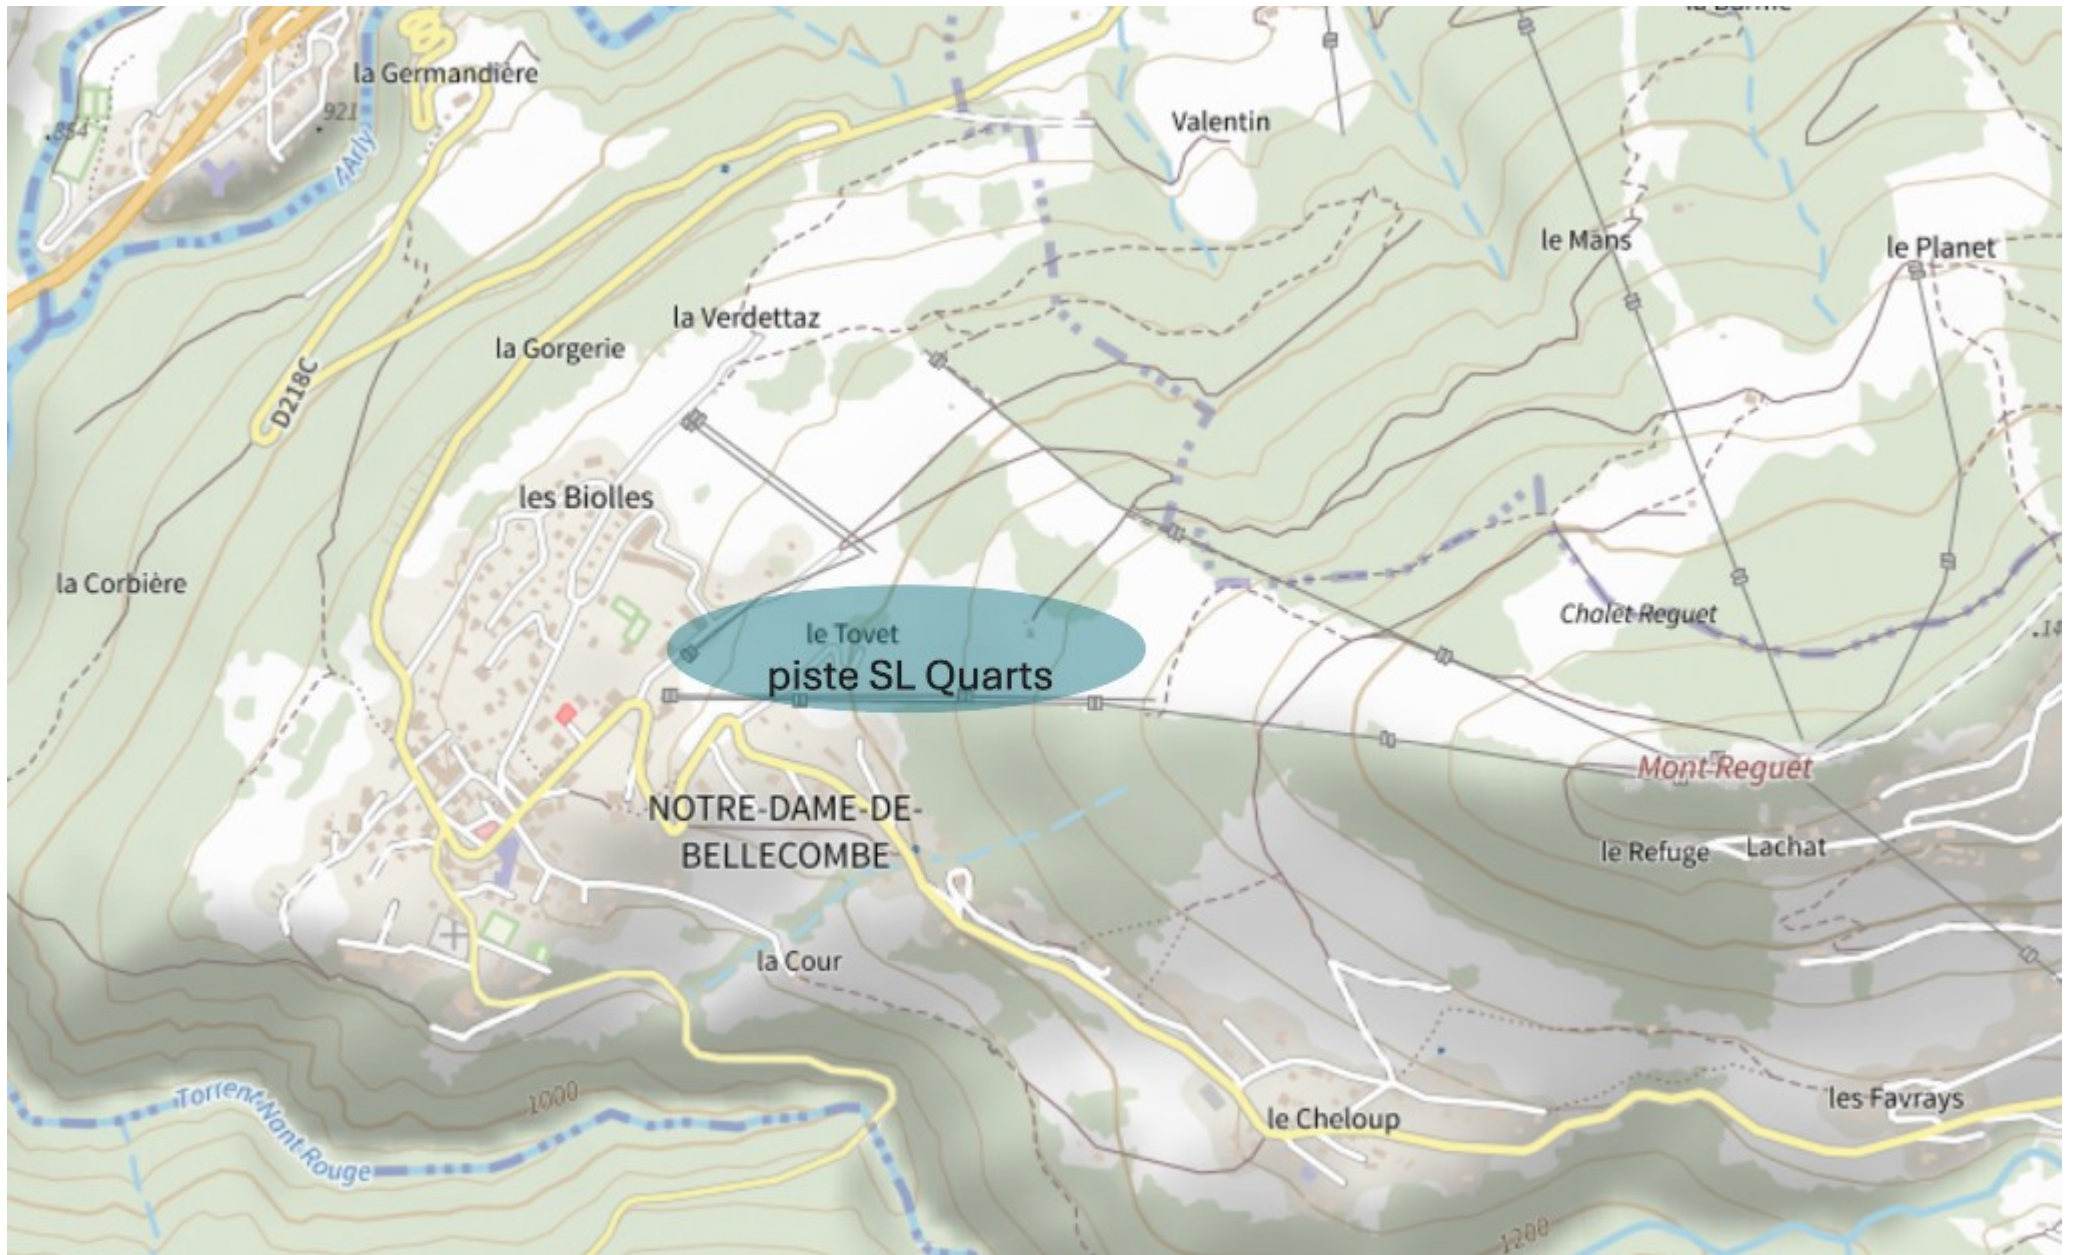 la Germandière
921
.854
l'Arly
Valentin
le Mans
le Planet
la Verdettaz
la Gorgerie
D218C
les Biolles
la Corbière
le Tovet
piste SL Quarts
Chalet Reguet
Mont Reguet
NOTRE-DAME-DE-
BELLECOMBE
le Refuge
Lachat
la Cour
1000
Torrent Nant Rouge
le Cheloup
les Favrays
1200